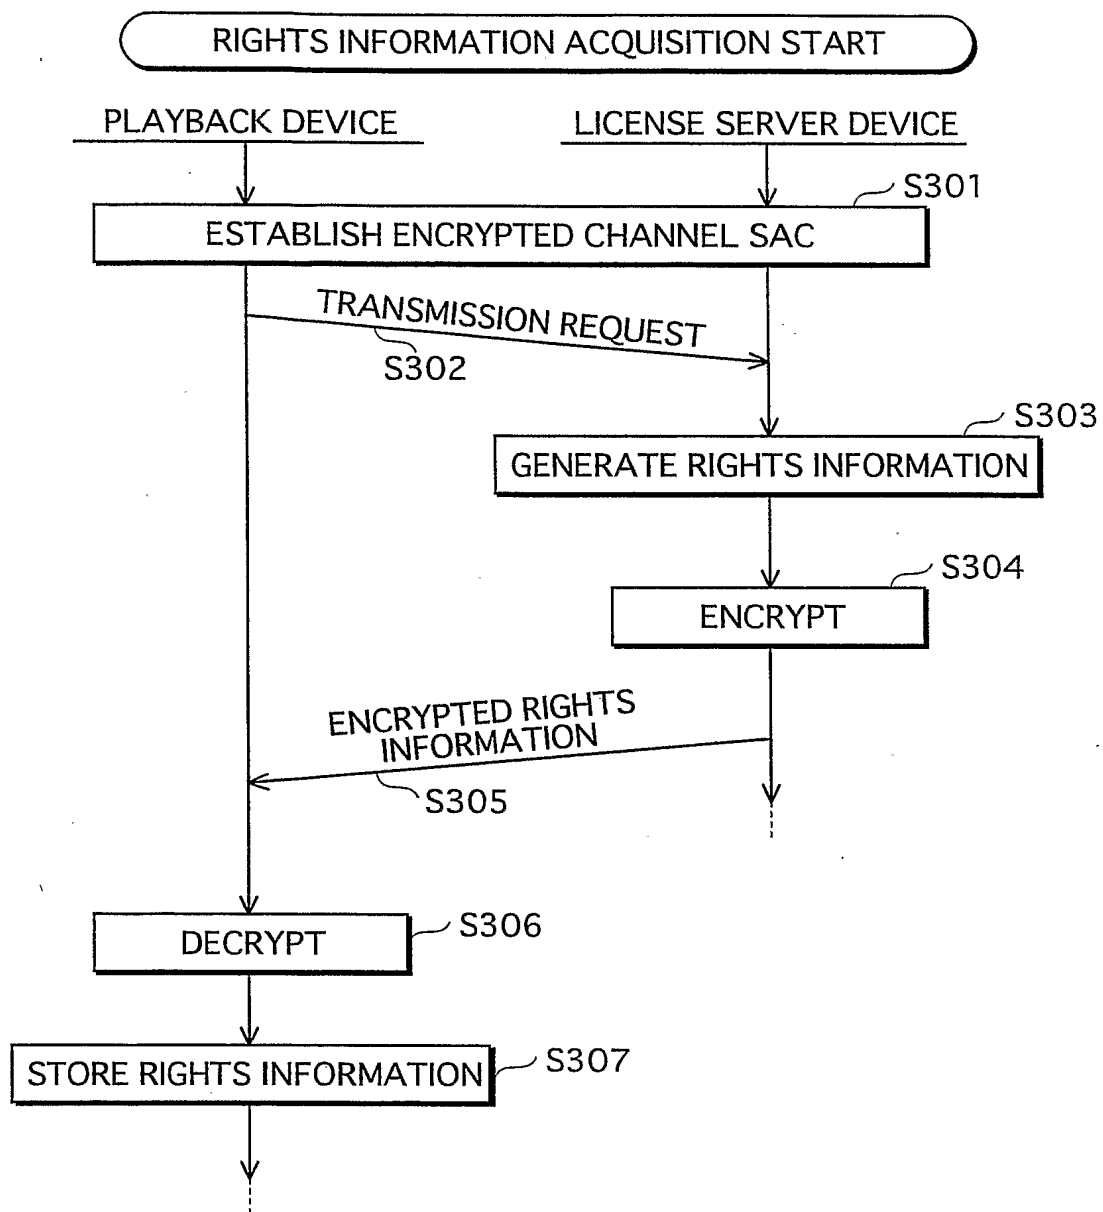 RIGHTS INFORMATION ACQUISITION START
PLAYBACK DEVICE
LICENSE SERVER DEVICE
S301
ESTABLISH ENCRYPTED CHANNEL SAC
TRANSMISSION REQUEST
S302
S303
GENERATE RIGHTS INFORMATION
S304
ENCRYPT
ENCRYPTED RIGHTS
INFORMATION
S305
S306
DECRYPT
S307
STORE RIGHTS INFORMATION